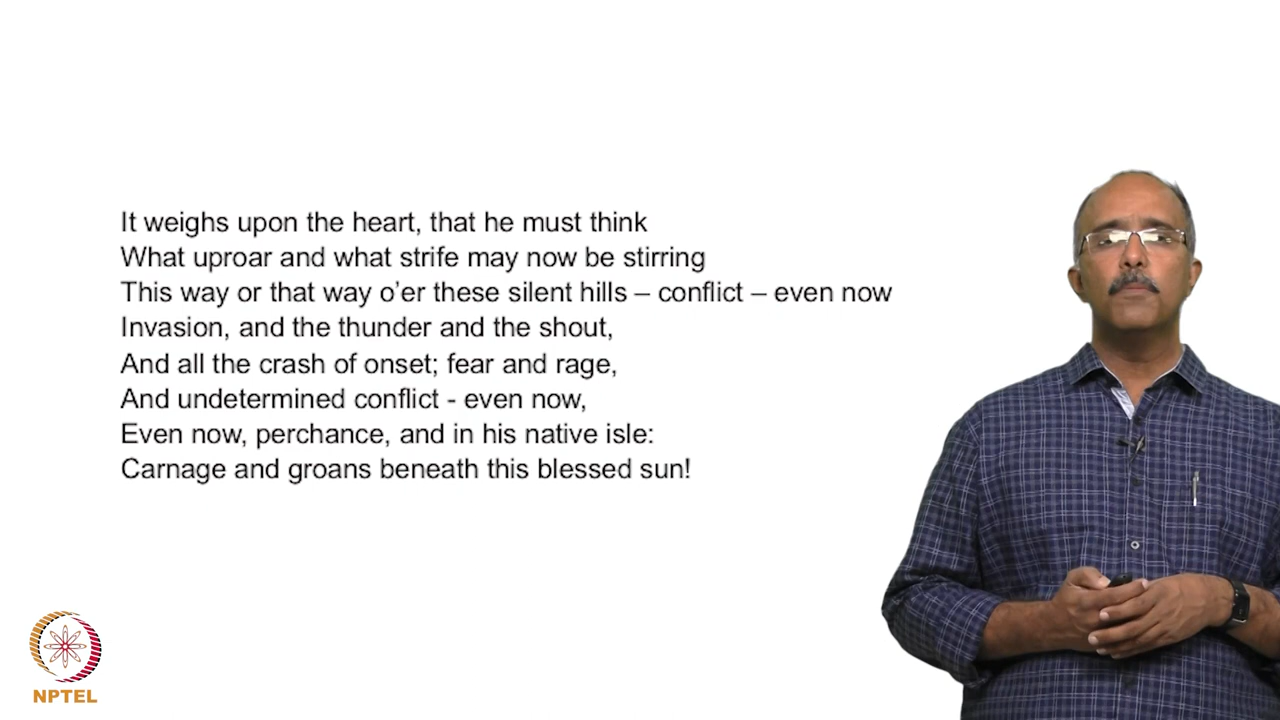 It weighs upon the heart, that he must think
What uproar and what strife may now be stirring
This way or that way o’er these silent hills – conflict – even now
Invasion, and the thunder and the shout,
And all the crash of onset; fear and rage,
And undetermined conflict - even now,
Even now, perchance, and in his native isle:
Carnage and groans beneath this blessed sun!
NPTEL